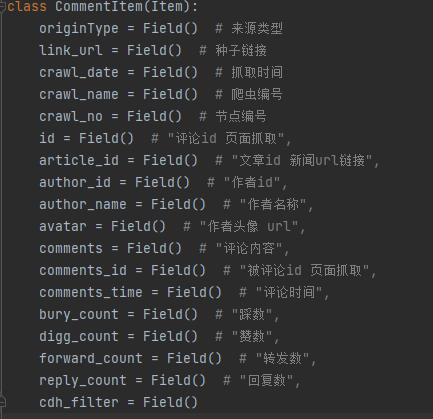 class CommentItem(Item):
originType = Field()  # 来源类型
link_url = Field()  # 种子链接
crawl_date = Field()  # 抓取时间
crawl_name = Field()  # 爬虫编号
crawl_no = Field()  # 节点编号
id = Field()  # "评论id 页面抓取",
article_id = Field()  # "文章id 新闻url链接",
author_id = Field()  # "作者id",
author_name = Field()  # "作者名称",
avatar = Field()  # "作者头像 url",
comments = Field()  # "评论内容",
comments_id = Field()  # "被评论id 页面抓取",
comments_time = Field()  # "评论时间",
bury_count = Field()  # "踩数",
digg_count = Field()  # "赞数",
forward_count = Field()  # "转发数",
reply_count = Field()  # "回复数",
cdh_filter = Field()